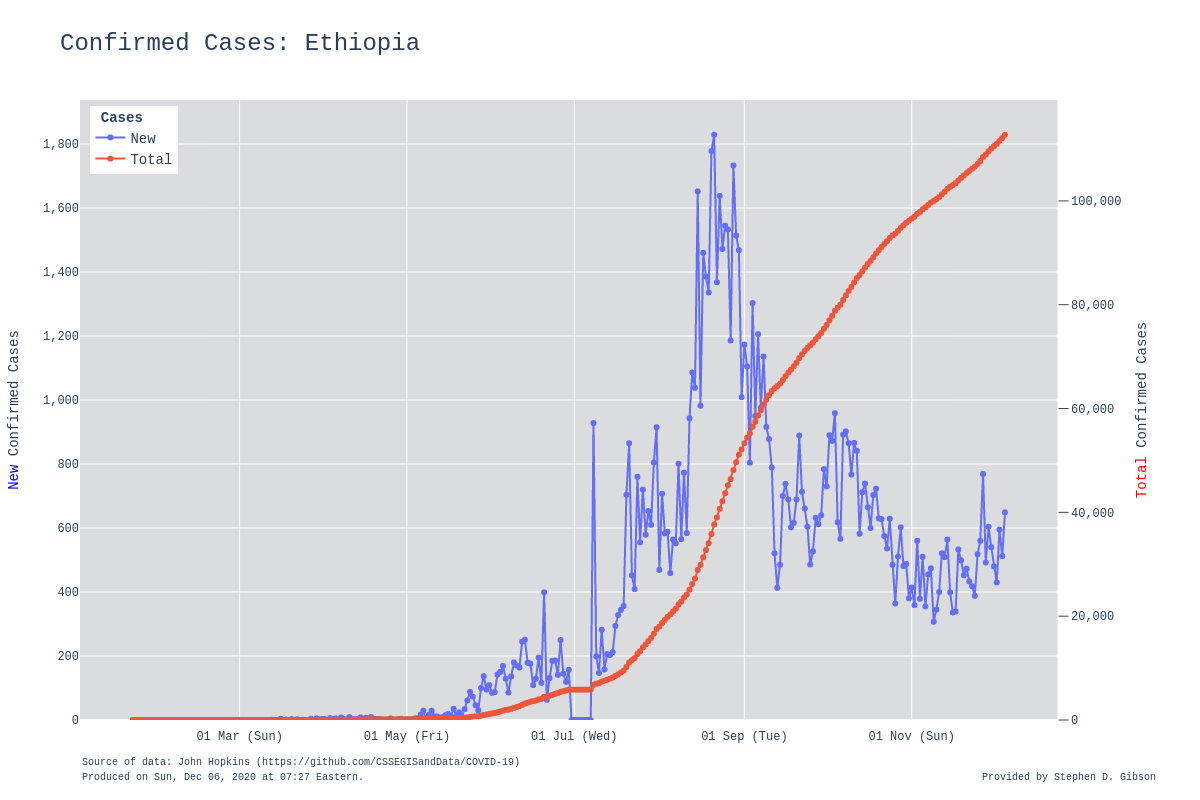 Confirmed Cases: Ethiopia
Cases
New
Total
1,800
1,600
1,400
1,200
1,000
800
600
400
200
0
100,000
80,000
60,000
40,000
20,000
0
New Confirmed Cases
Total Confirmed Cases
01 Mar (Sun)
01 May (Fri)
01 Jul (Wed)
01 Sep (Tue)
01 Nov (Sun)
Source of data: John Hopkins (https://github.com/CSSEGISandData/COVID-19)
Produced on Sun, Dec 06, 2020 at 07:27 Eastern.
Provided by Stephen D. Gibson